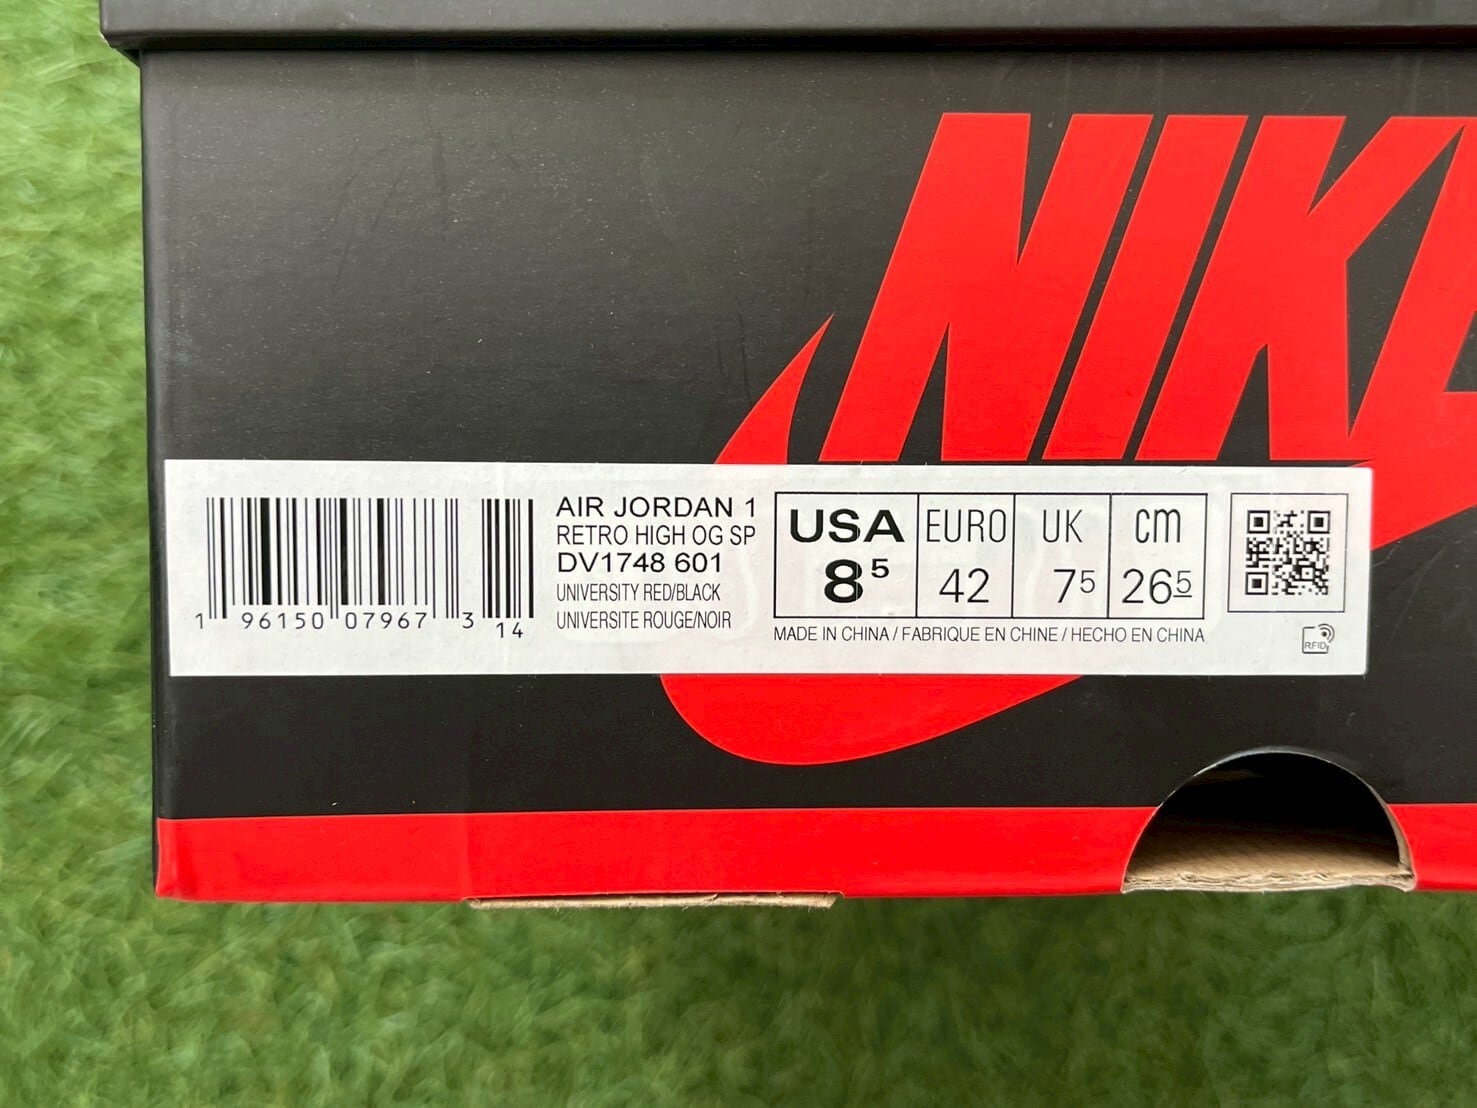 NIKE
AIR JORDAN 1
RETRO HIGH OG SP
DV1748 601
UNIVERSITY RED/BLACK
UNIVERSITE ROUGE/NOIR
1 96150 07967 3 14
USA EURO UK cm
8⁵ 42 7⁵ 26⁵
MADE IN CHINA / FABRIQUE EN CHINE / HECHO EN CHINA
RFID